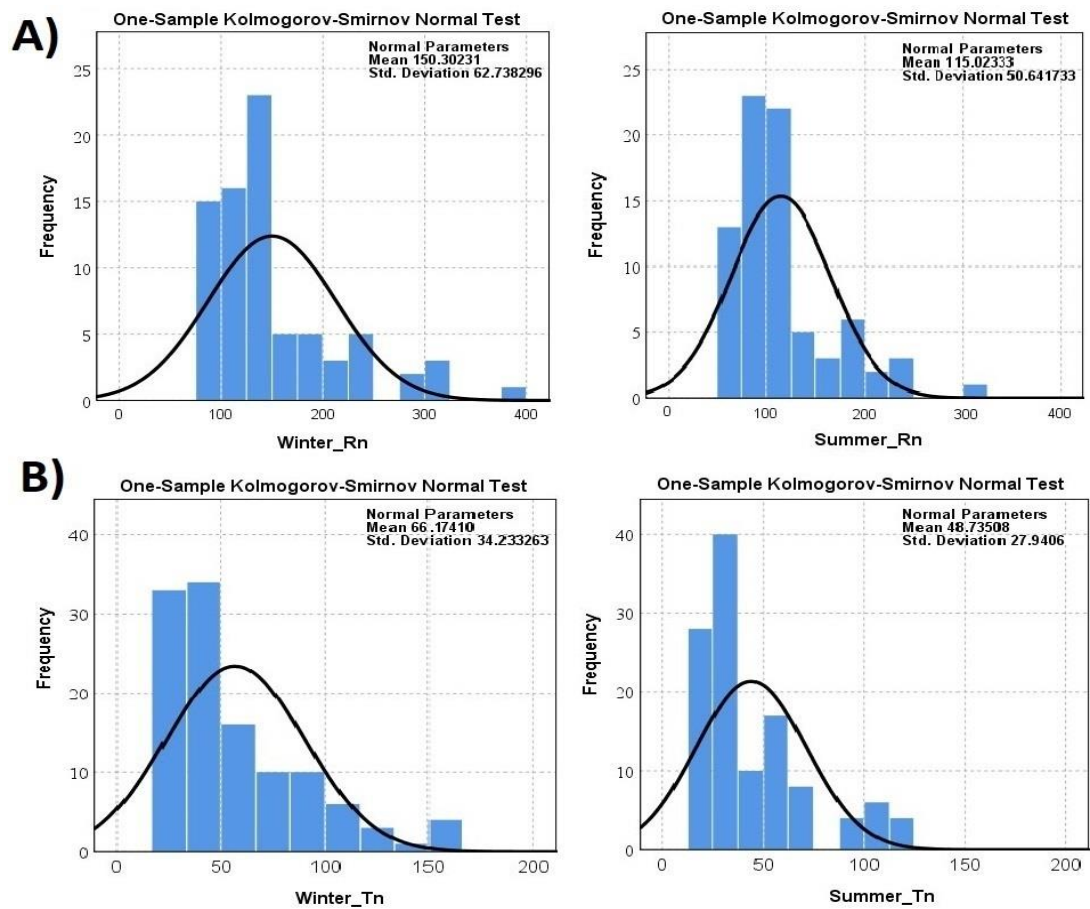 A)
One-Sample Kolmogorov-Smirnov Normal Test
Normal Parameters
Mean 150.30231
Std. Deviation 62.738296
25
20
15
10
5
0
Frequency
0 100 200 300 400
Winter_Rn
One-Sample Kolmogorov-Smirnov Normal Test
Normal Parameters
Mean 115.02333
Std. Deviation 50.641733
25
20
15
10
5
0
Frequency
0 100 200 300 400
Summer_Rn
B)
One-Sample Kolmogorov-Smirnov Normal Test
Normal Parameters
Mean 66.17410
Std. Deviation 34.233263
40
30
20
10
0
Frequency
0 50 100 150 200
Winter_Tn
One-Sample Kolmogorov-Smirnov Normal Test
Normal Parameters
Mean 48.73508
Std. Deviation 27.9406
40
30
20
10
0
Frequency
0 50 100 150 200
Summer_Tn